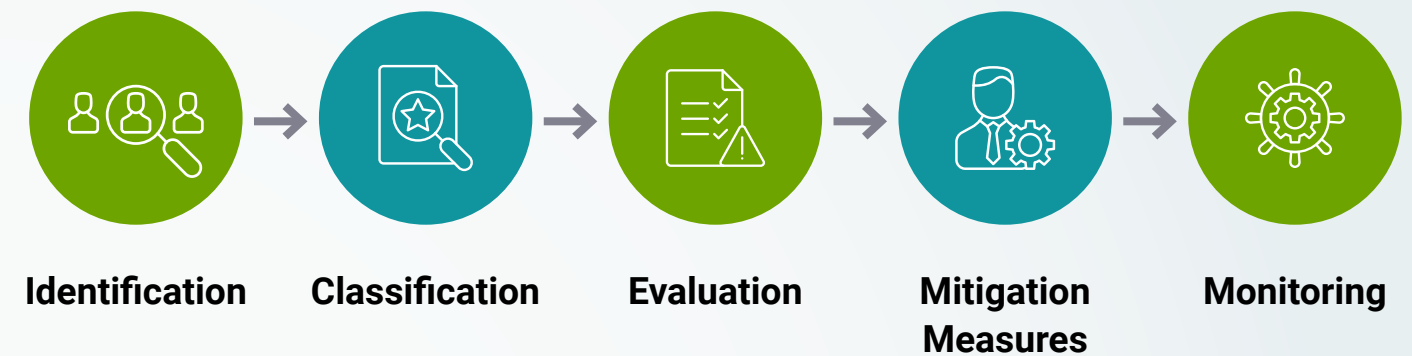 Identification
Classification
Evaluation
Mitigation
Measures
Monitoring